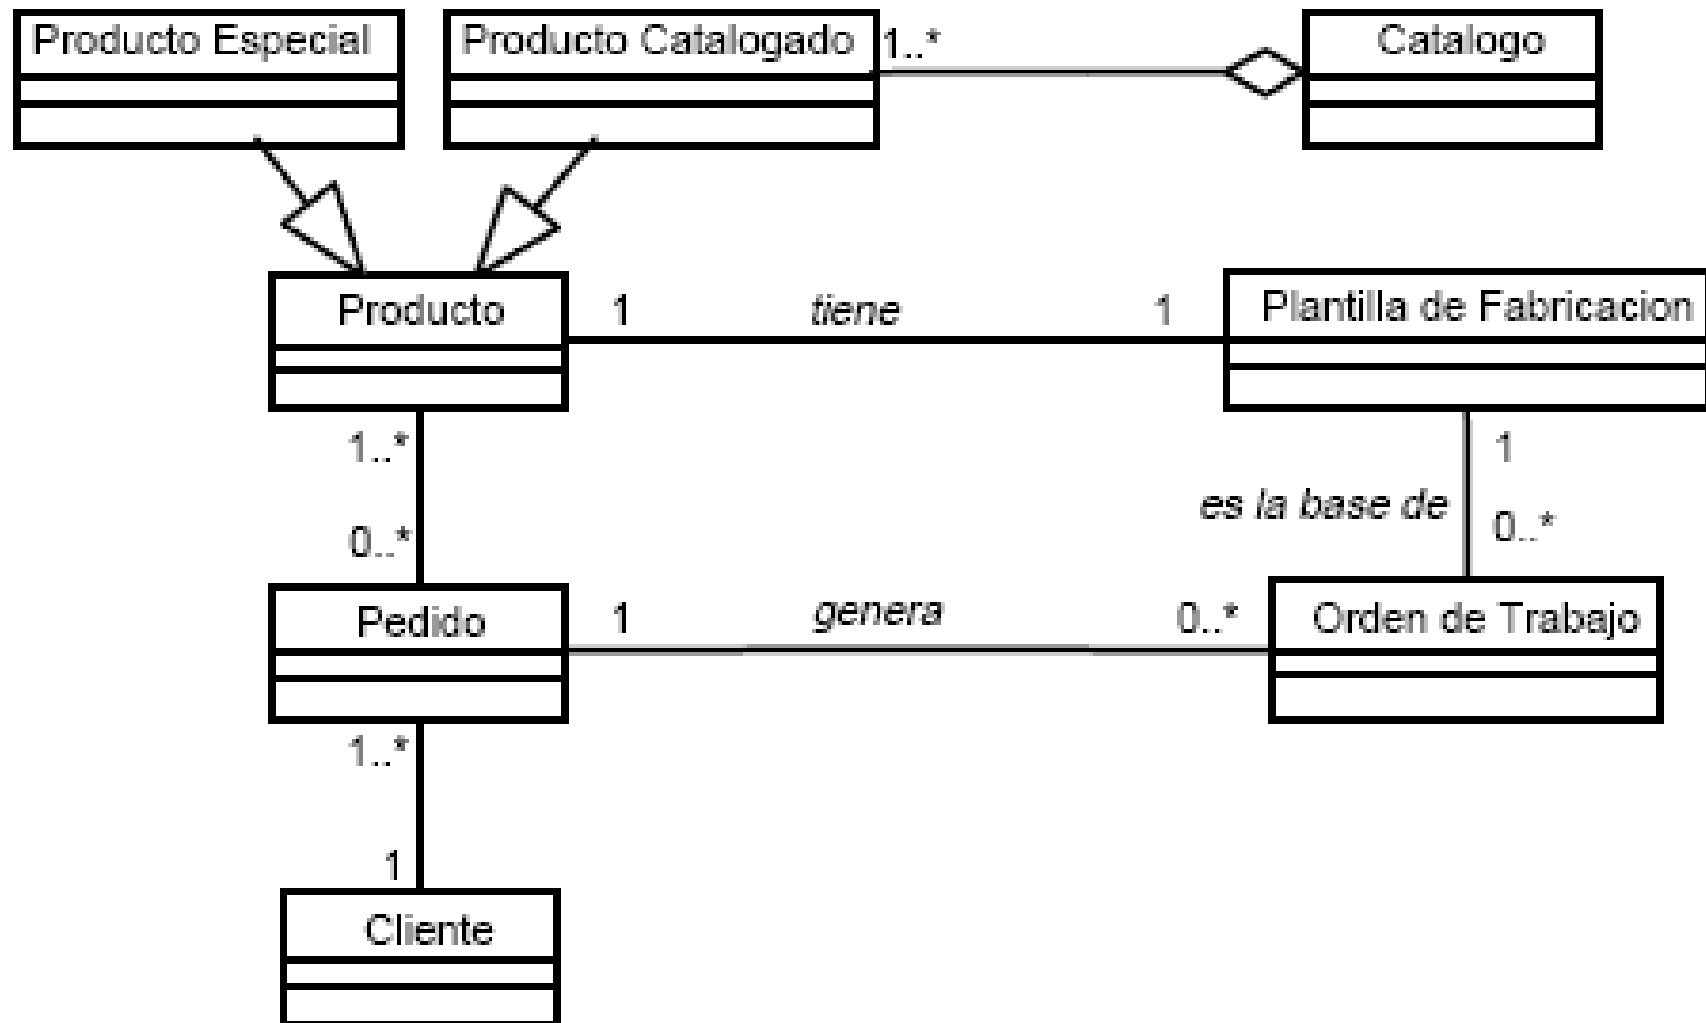 Producto Especial
Producto Catalogado
1..*
Catalogo
Producto
1
tiene
1
Plantilla de Fabricacion
1..*
1
es la base de
0..*
0..*
Pedido
1
genera
0..*
Orden de Trabajo
1..*
1
Cliente